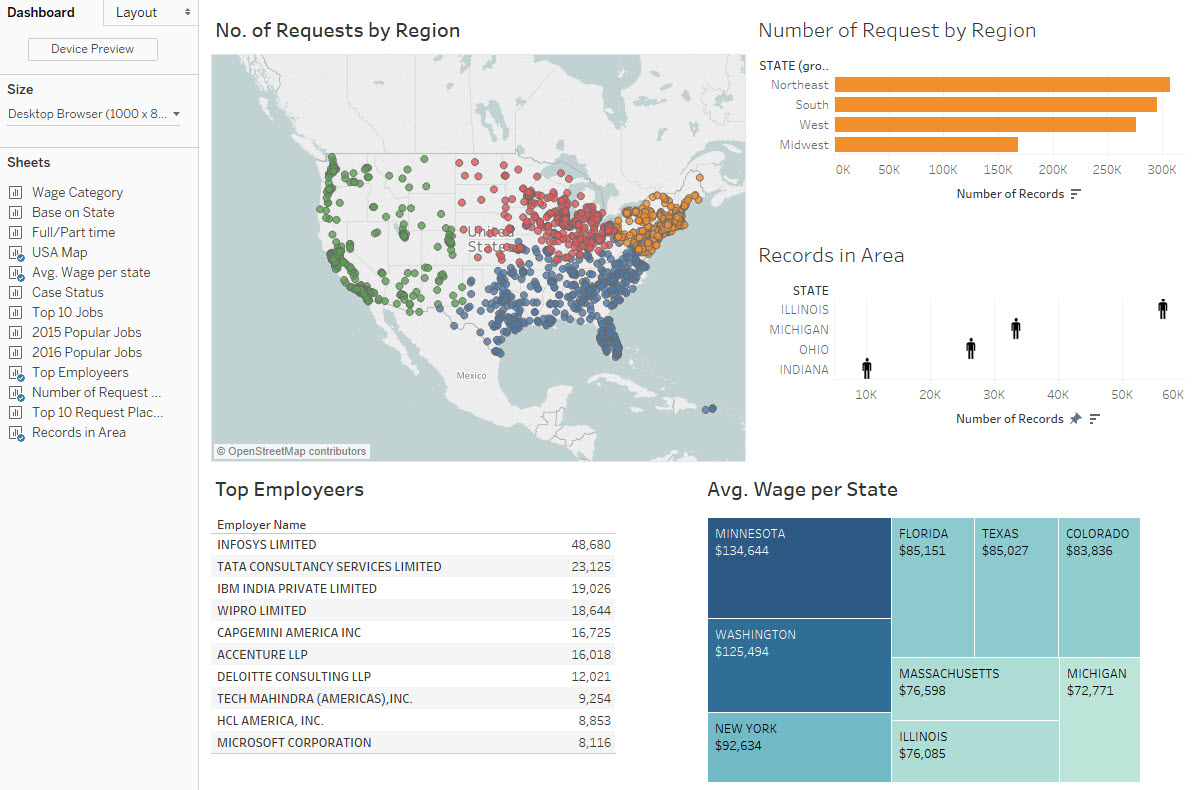 Dashboard
Layout
Device Preview
Size
Desktop Browser (1000 x 8...
Sheets
Wage Category
Base on State
Full/Part time
USA Map
Avg. Wage per state
Case Status
Top 10 Jobs
2015 Popular Jobs
2016 Popular Jobs
Top Employeers
Number of Request ...
Top 10 Request Plac...
Records in Area
No. of Requests by Region
United
States
Mexico
© OpenStreetMap contributors
Number of Request by Region
STATE (gro..
Northeast
South
West
Midwest
0K 50K 100K 150K 200K 250K 300K
Number of Records
Records in Area
STATE
ILLINOIS
MICHIGAN
OHIO
INDIANA
10K 20K 30K 40K 50K 60K
Number of Records
Top Employeers
Employer Name
INFOSYS LIMITED 48,680
TATA CONSULTANCY SERVICES LIMITED 23,125
IBM INDIA PRIVATE LIMITED 19,026
WIPRO LIMITED 18,644
CAPGEMINI AMERICA INC 16,725
ACCENTURE LLP 16,018
DELOITTE CONSULTING LLP 12,021
TECH MAHINDRA (AMERICAS),INC. 9,254
HCL AMERICA, INC. 8,853
MICROSOFT CORPORATION 8,116
Avg. Wage per State
MINNESOTA
$134,644
WASHINGTON
$125,494
NEW YORK
$92,634
FLORIDA
$85,151
TEXAS
$85,027
COLORADO
$83,836
MASSACHUSETTS
$76,598
ILLINOIS
$76,085
MICHIGAN
$72,771